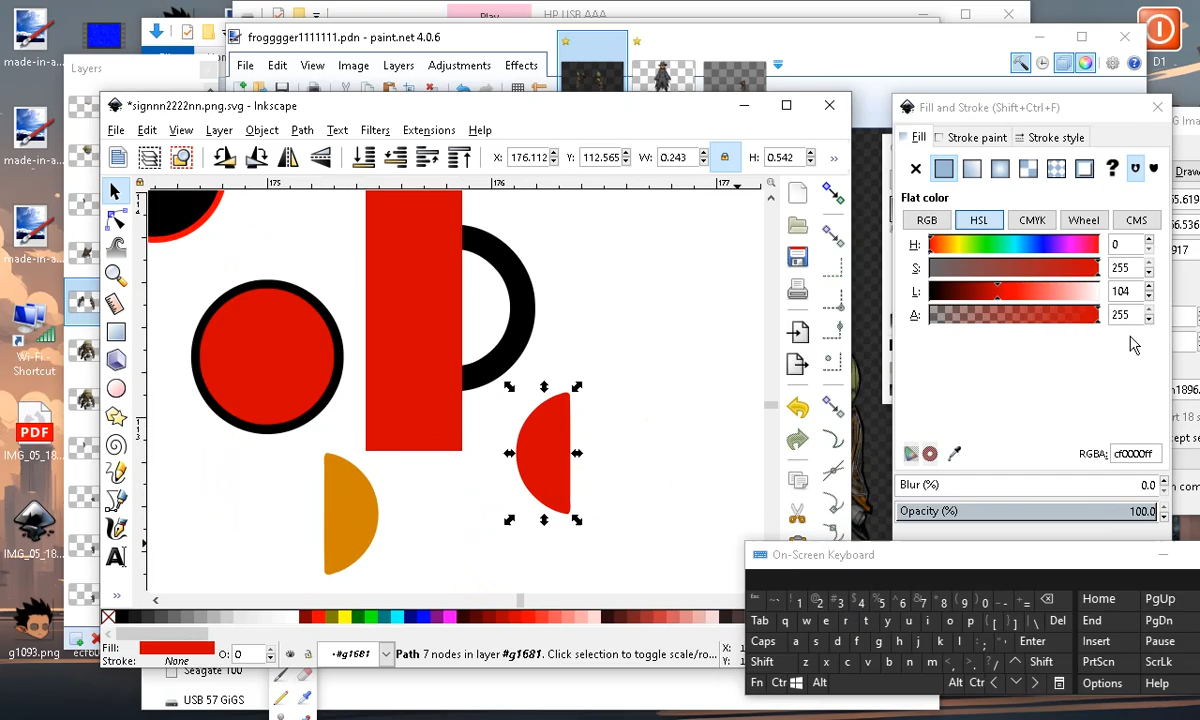 Play
HP USB AAA
froggger1111111.pdn - paint.net 4.0.6
File Edit View Image Layers Adjustments Effects
made-in-a...
made-in-a...
made-in-a...
Wi-Fi -
Shortcut
PDF
IMG_05_18...
IMG_05_18...
g1093.png
D1
Layers
*signnn2222nn.png.svg - Inkscape
File Edit View Layer Object Path Text Filters Extensions Help
X: 176.112 Y: 112.565 W: 0.243 H: 0.542 »
175 176 177
Fill:
Stroke: None
O: 0
#g1681
Path 7 nodes in layer #g1681. Click selection to toggle scale/ro...
X:
Seagate 100
USB 57 GiGS
Fill and Stroke (Shift+Ctrl+F)
Fill Stroke paint Stroke style
Flat color
RGB HSL CMYK Wheel CMS
H: 0
S: 255
L: 104
A: 255
RGBA: cf0000ff
Blur (%) 0.0
Opacity (%) 100.0
On-Screen Keyboard
Tab q w e r t y u i o p [ ] \ Del
Caps a s d f g h j k l ; ' Enter
Shift z x c v b n m , . / Shift
Fn Ctrl Alt Alt Ctrl
Home PgUp
End PgDn
Insert Pause
PrtScn ScrLk
Options Help